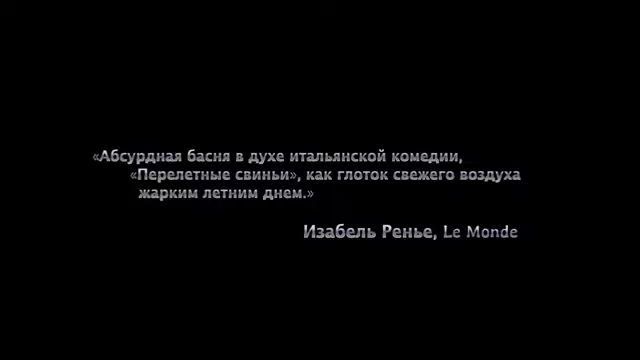 «Абсурдная басня в духе итальянской комедии,
«Перелетные свиньи», как глоток свежего воздуха
жарким летним днем.»
Изабель Ренье, Le Monde